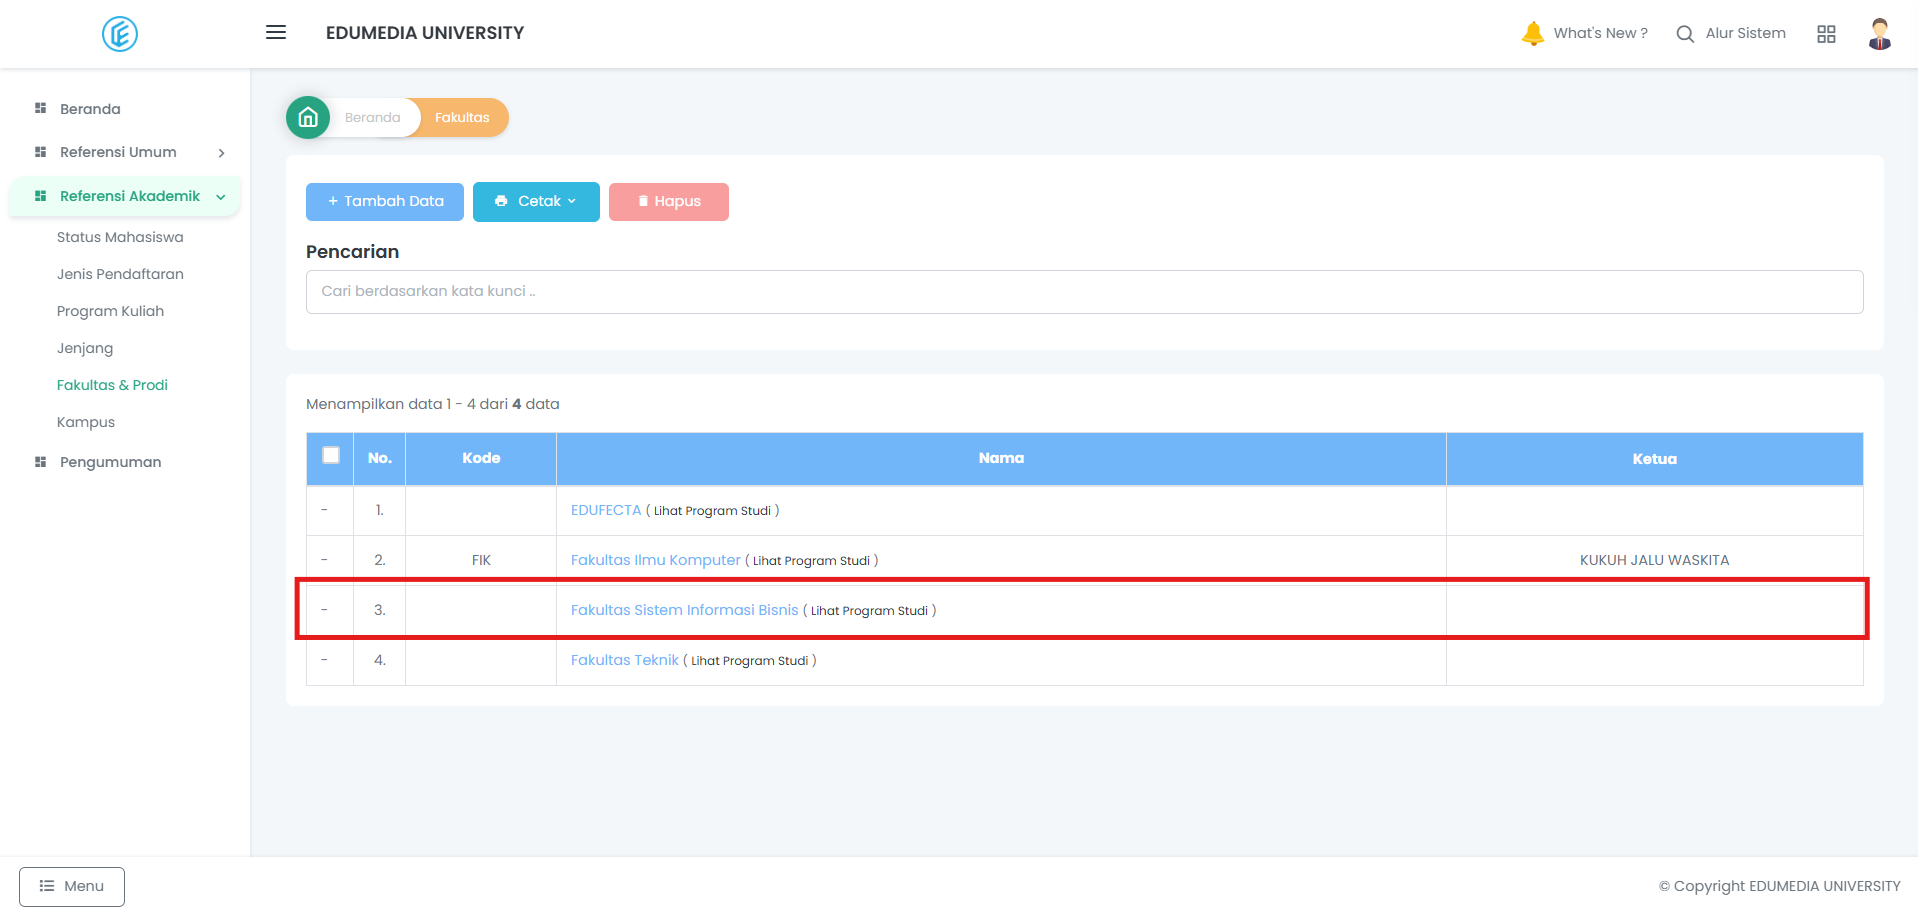 EDUMEDIA UNIVERSITY
What's New ?
Alur Sistem
Beranda
Referensi Umum
Referensi Akademik
Status Mahasiswa
Jenis Pendaftaran
Program Kuliah
Jenjang
Fakultas & Prodi
Kampus
Pengumuman
Beranda Fakultas
+ Tambah Data Cetak Hapus
Pencarian
Cari berdasarkan kata kunci ..
Menampilkan data 1 - 4 dari 4 data
No. Kode Nama Ketua
- 1. EDUFECTA ( Lihat Program Studi )
- 2. FIK Fakultas Ilmu Komputer ( Lihat Program Studi ) KUKUH JALU WASKITA
- 3. Fakultas Sistem Informasi Bisnis ( Lihat Program Studi )
- 4. Fakultas Teknik ( Lihat Program Studi )
Menu
© Copyright EDUMEDIA UNIVERSITY